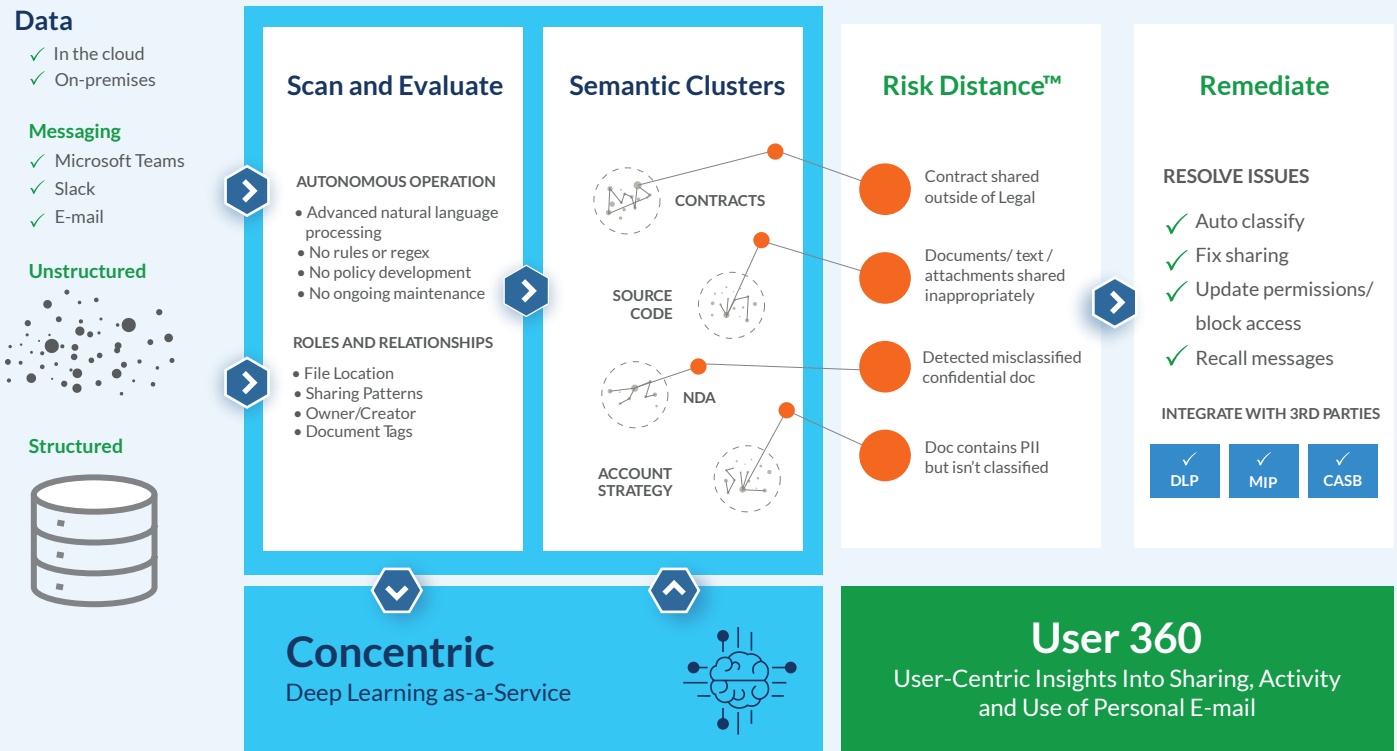 Data
In the cloud
On-premises
Messaging
Microsoft Teams
Slack
E-mail
Unstructured
Structured
Scan and Evaluate
AUTONOMOUS OPERATION
• Advanced natural language
processing
• No rules or regex
• No policy development
• No ongoing maintenance
ROLES AND RELATIONSHIPS
• File Location
• Sharing Patterns
• Owner/Creator
• Document Tags
Semantic Clusters
CONTRACTS
SOURCE
CODE
NDA
ACCOUNT
STRATEGY
Risk Distance™
Contract shared
outside of Legal
Documents/ text /
attachments shared
inappropriately
Detected misclassified
confidential doc
Doc contains PII
but isn't classified
Remediate
RESOLVE ISSUES
Auto classify
Fix sharing
Update permissions/
block access
Recall messages
INTEGRATE WITH 3RD PARTIES
DLP
MIP
CASB
Concentric
Deep Learning as-a-Service
User 360
User-Centric Insights Into Sharing, Activity
and Use of Personal E-mail